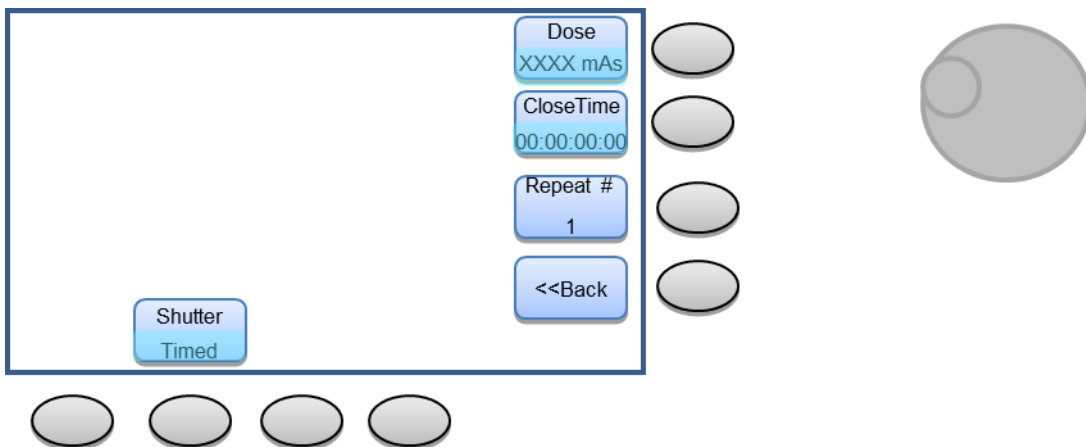 Dose
XXXX mAs
CloseTime
00:00:00:00
Repeat #
1
<<Back
Shutter
Timed